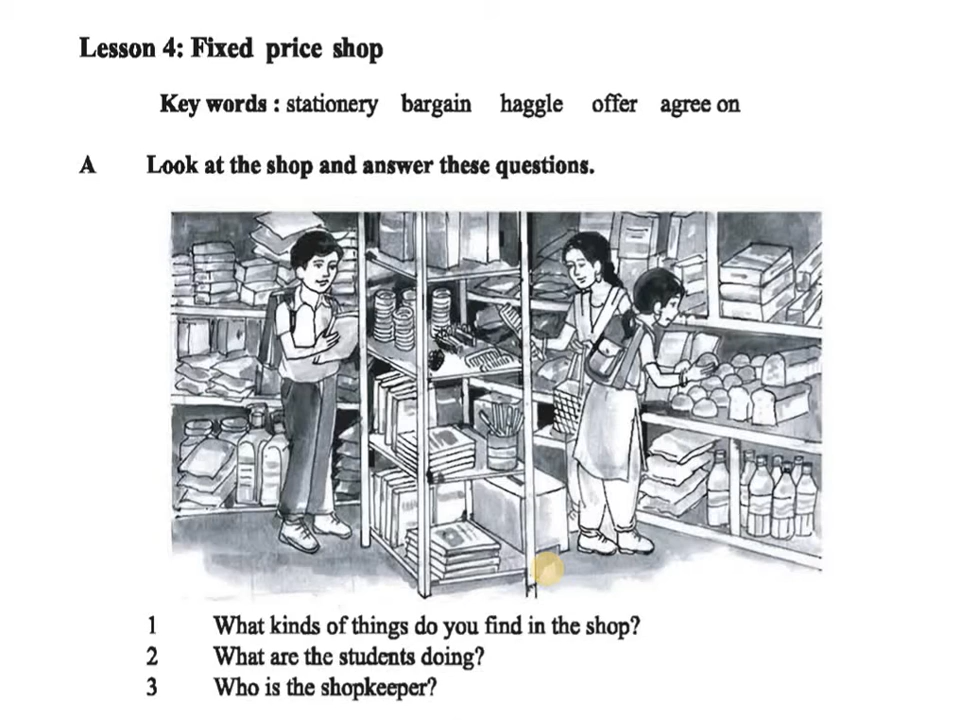 Lesson 4: Fixed price shop
Key words : stationery bargain haggle offer agree on
A Look at the shop and answer these questions.
1 What kinds of things do you find in the shop?
2 What are the students doing?
3 Who is the shopkeeper?